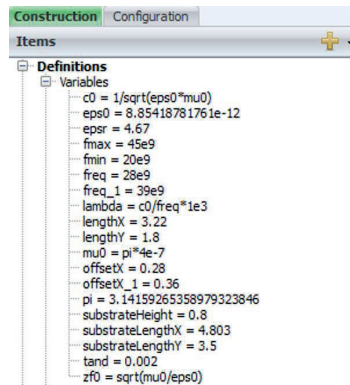 Construction Configuration
Items
Definitions
Variables
c0 = 1/sqrt(eps0*mu0)
eps0 = 8.85418781761e-12
epsr = 4.67
fmax = 45e9
fmin = 20e9
freq = 28e9
freq_1 = 39e9
lambda = c0/freq*1e3
lengthX = 3.22
lengthY = 1.8
mu0 = pi*4e-7
offsetX = 0.28
offsetX_1 = 0.36
pi = 3.14159265358979323846
substrateHeight = 0.8
substrateLengthX = 4.803
substrateLengthY = 3.5
tand = 0.002
zf0 = sqrt(mu0/eps0)